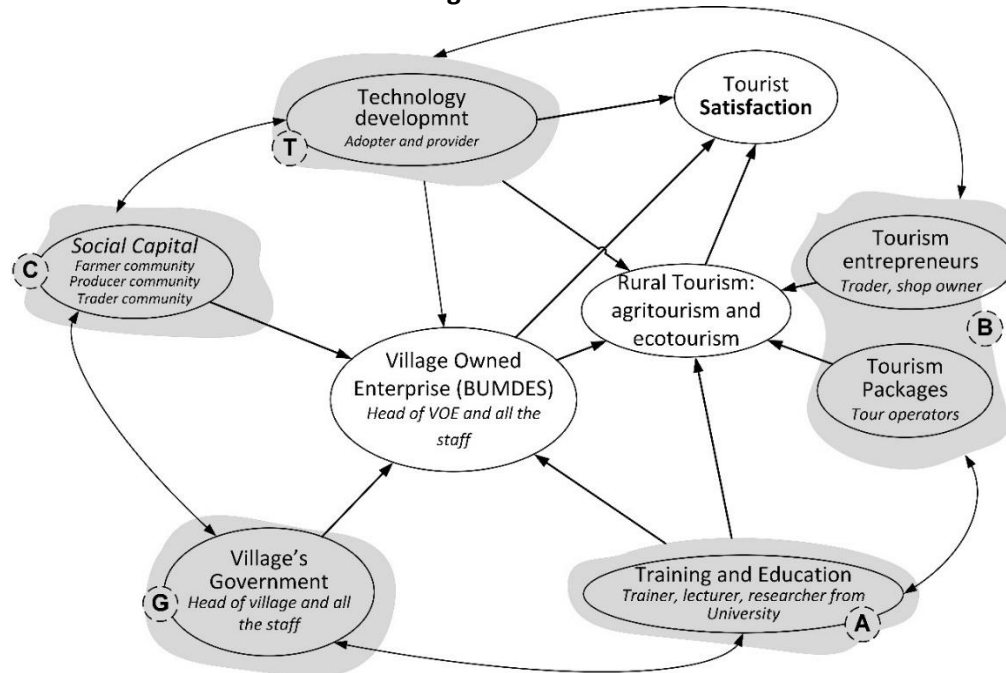 Technology
developmnt
Adopter and provider
T
Tourist
Satisfaction
Social Capital
Farmer community
Producer community
Trader community
C
Tourism
entrepreneurs
Trader, shop owner
B
Rural Tourism:
agritourism and
ecotourism
Village Owned
Enterprise (BUMDES)
Head of VOE and all the
staff
Tourism
Packages
Tour operators
Village's
Government
Head of village and all
the staff
G
Training and Education
Trainer, lecturer, researcher from
University
A